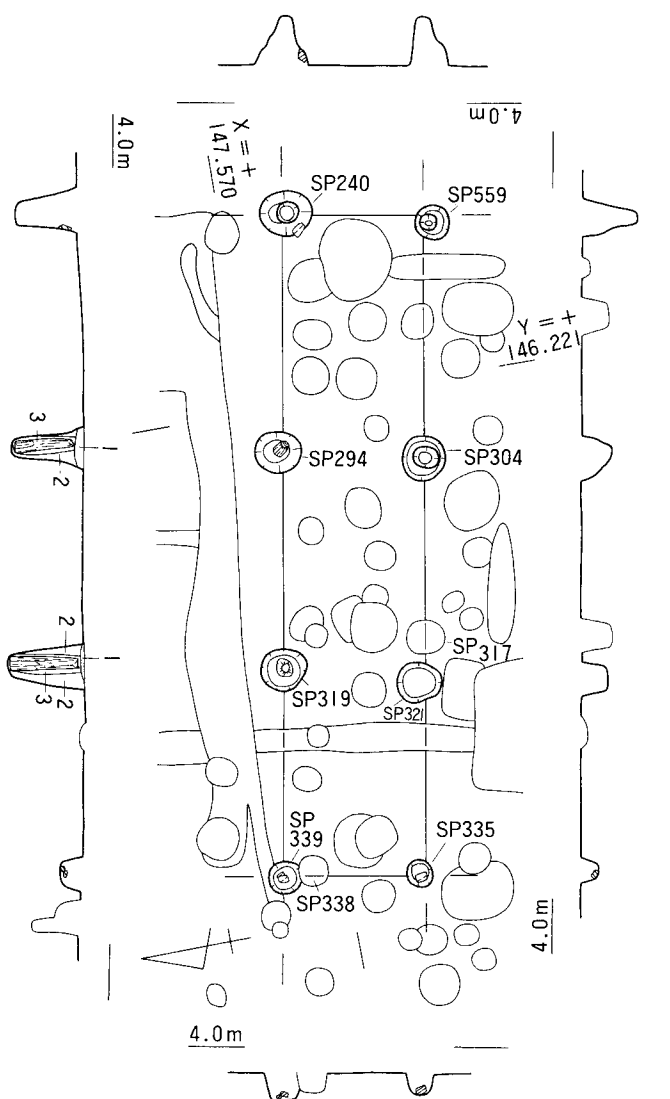 4.0m
4.0m
X=+
147.570
SP240
SP559
Y=+
146.221
3
2
SP294
SP304
2
3
2
SP317
SP319
SP321
SP
339
SP335
SP338
4.0m
4.0m